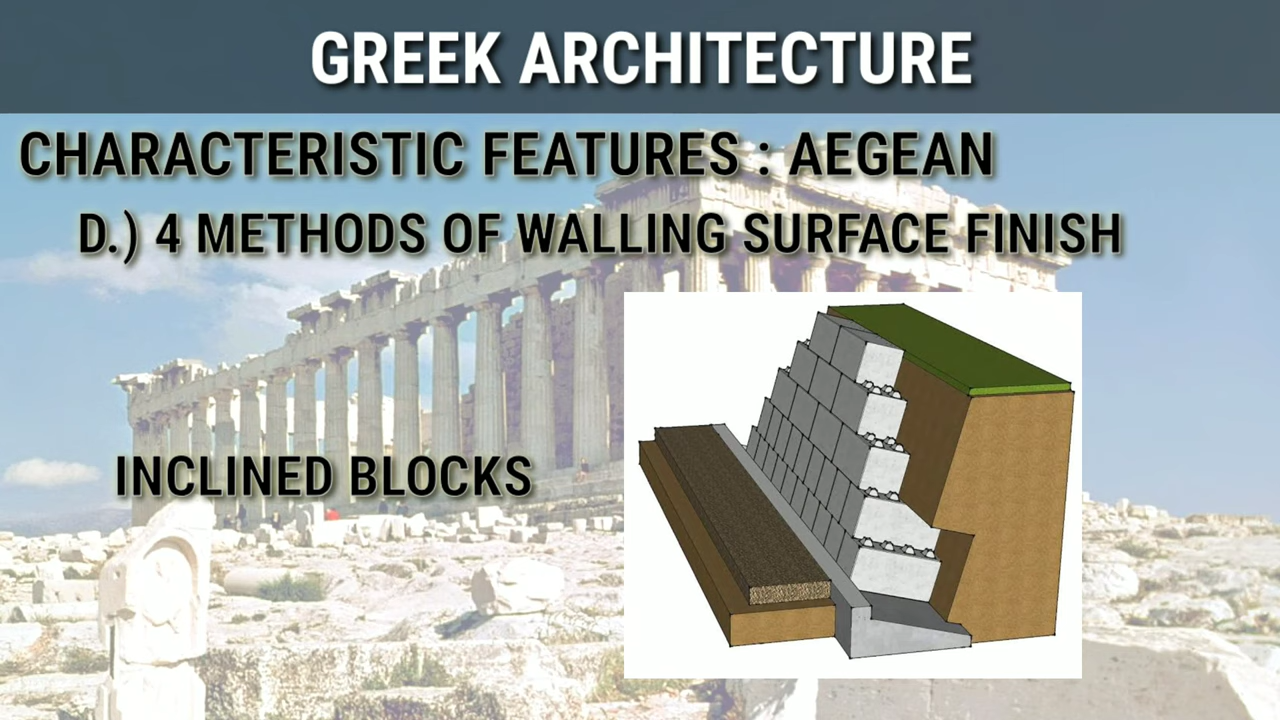 GREEK ARCHITECTURE
CHARACTERISTIC FEATURES : AEGEAN
D.) 4 METHODS OF WALLING SURFACE FINISH
INCLINED BLOCKS